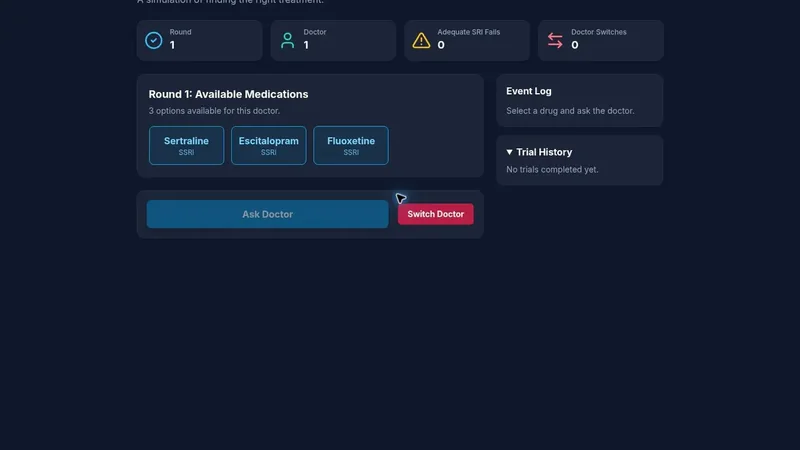 A simulation of finding the right treatment.
Round
1
Doctor
1
Adequate SRI Fails
0
Doctor Switches
0
Round 1: Available Medications
3 options available for this doctor.
Sertraline
SSRI
Escitalopram
SSRI
Fluoxetine
SSRI
Ask Doctor
Switch Doctor
Event Log
Select a drug and ask the doctor.
▼ Trial History
No trials completed yet.